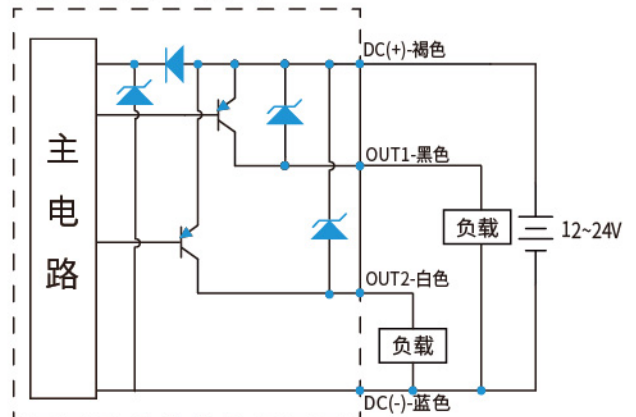 DC(+)-褐色
主电路
OUT1-黑色
负载
12~24V
OUT2-白色
负载
DC(-)-蓝色